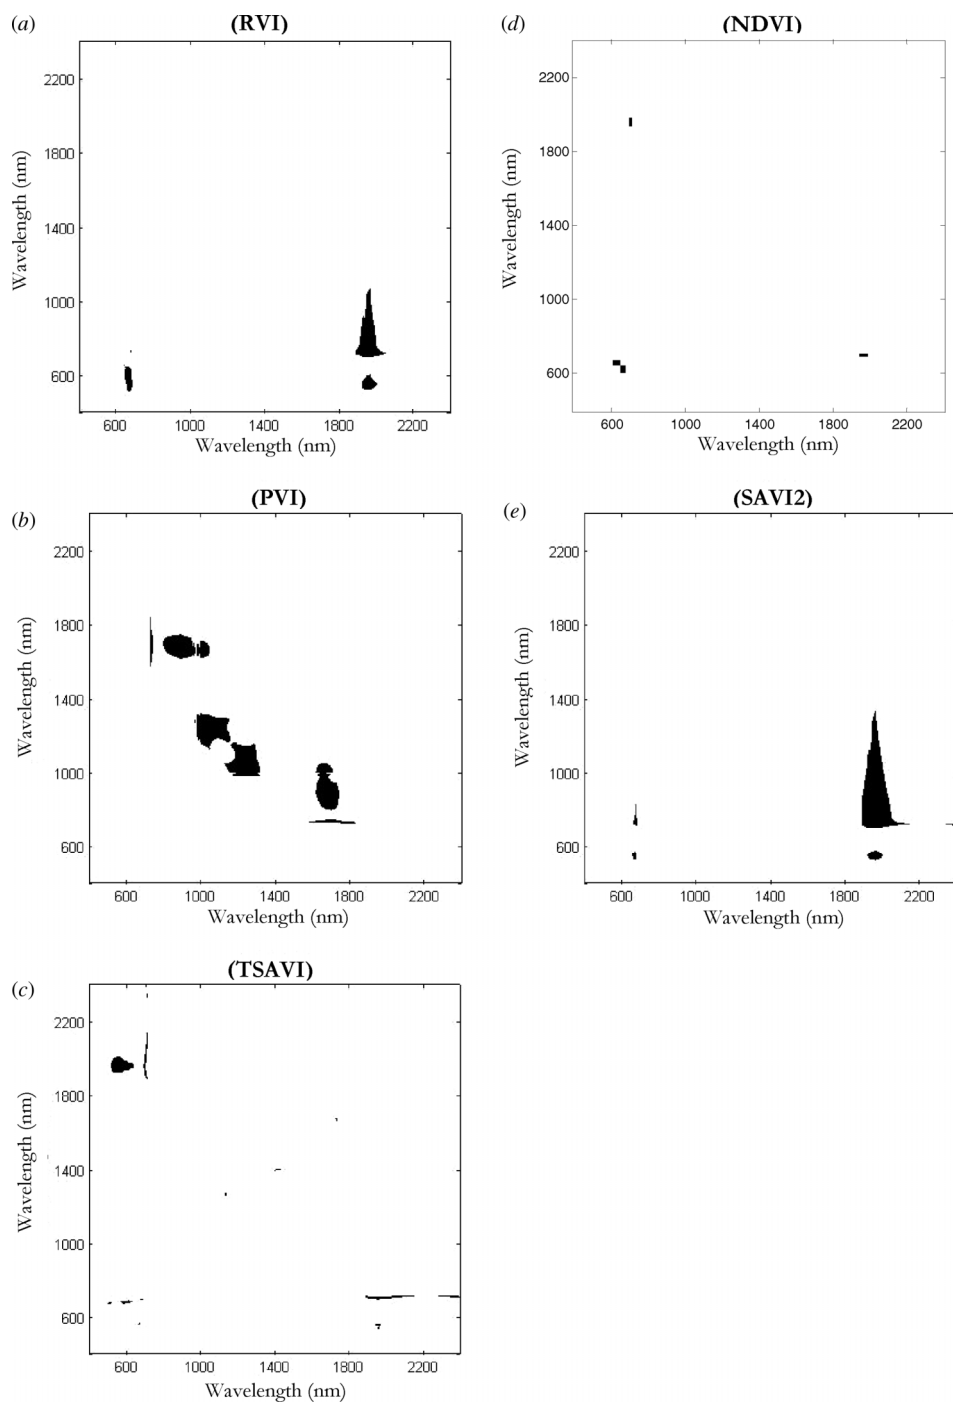 (a) (RVI)
2200
1800
1400
1000
600
Wavelength (nm)
600 1000 1400 1800 2200
Wavelength (nm)
(d) (NDVI)
2200
1800
1400
1000
600
Wavelength (nm)
600 1000 1400 1800 2200
Wavelength (nm)
(b) (PVI)
2200
1800
1400
1000
600
Wavelength (nm)
600 1000 1400 1800 2200
Wavelength (nm)
(e) (SAVI2)
2200
1800
1400
1000
600
Wavelength (nm)
600 1000 1400 1800 2200
Wavelength (nm)
(c) (TSAVI)
2200
1800
1400
1000
600
Wavelength (nm)
600 1000 1400 1800 2200
Wavelength (nm)